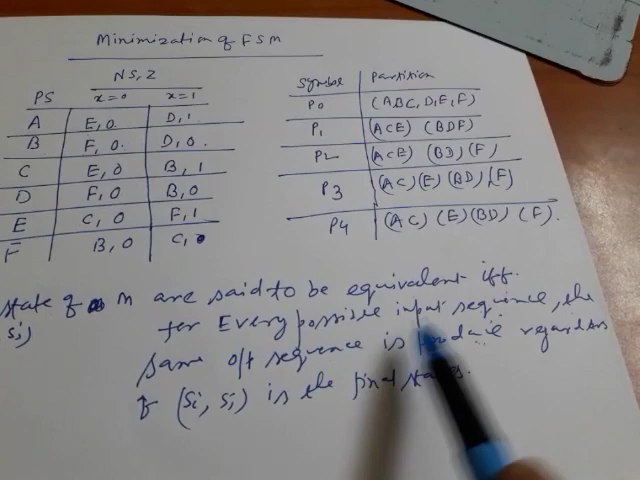 Minimization of FSM
NS, Z
PS x=0 x=1
A E, 0 D, 1
B F, 0. D, 0.
C E, 0 B, 1
D F, 0 B, 0
E C, 0 F, 1
F B, 0 C, 0
Symbol Partition
P0 (ABC, D, E, F)
P1 (ACE) (BDF)
P2 (ACE) (BD) (F)
P3 (AC) (E) (BD) (F)
P4 (AC) (E) (BD) (F).
state of M are said to be equivalent iff.
Sj) for Every possible input sequence, the
same o/p sequence is regardless
if (Si, Sj) is the final states.